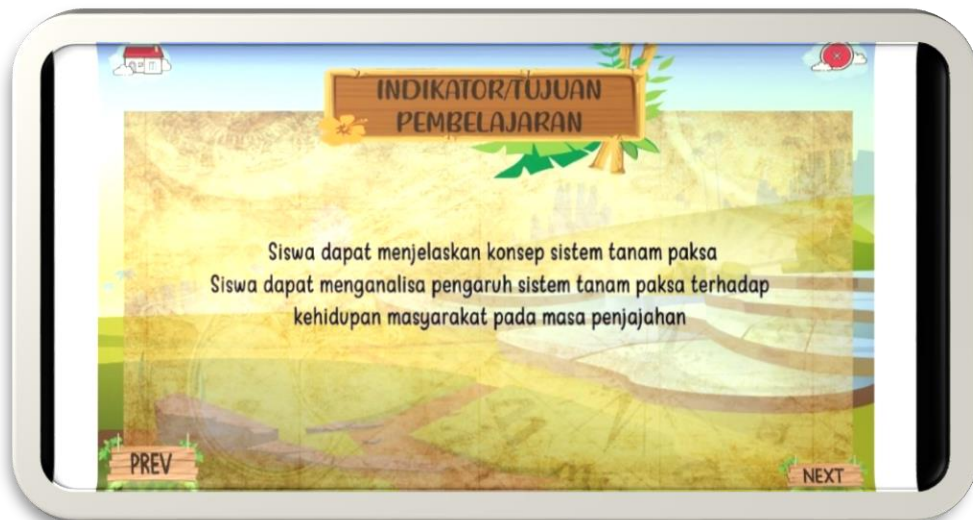 INDIKATOR/TUJUAN
PEMBELAJARAN
Siswa dapat menjelaskan konsep sistem tanam paksa
Siswa dapat menganalisa pengaruh sistem tanam paksa terhadap
kehidupan masyarakat pada masa penjajahan
PREV
NEXT